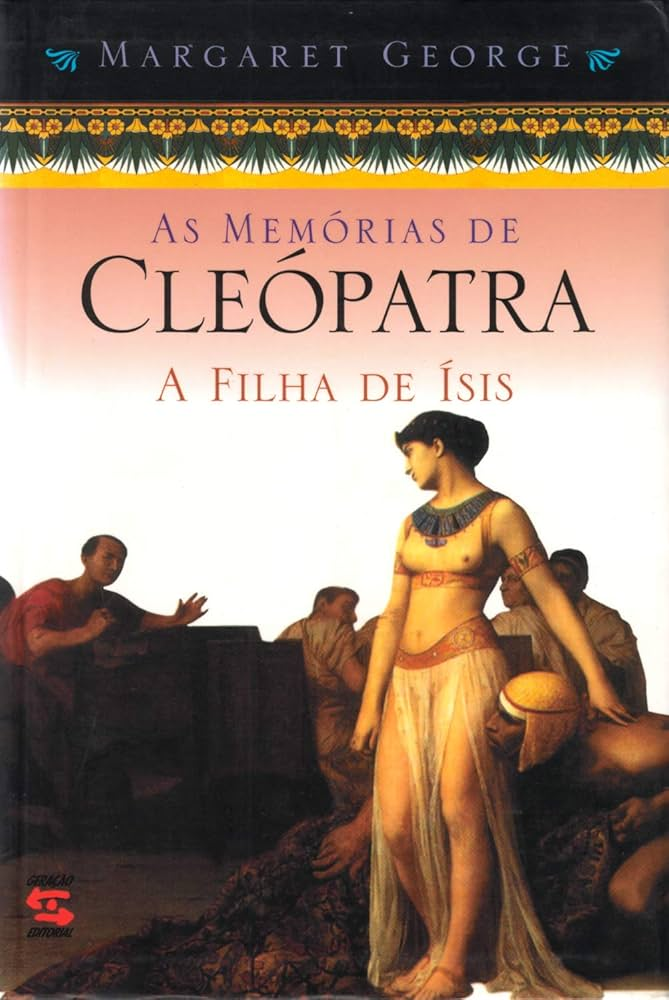 MARGARET GEORGE
AS MEMÓRIAS DE
CLEÓPATRA
A FILHA DE ÍSIS
GERAÇÃO
EDITORIAL